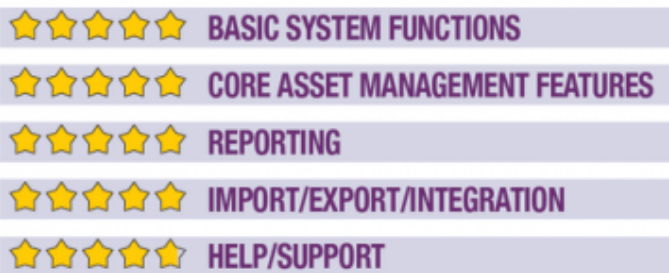 BASIC SYSTEM FUNCTIONS
CORE ASSET MANAGEMENT FEATURES
REPORTING
IMPORT/EXPORT/INTEGRATION
HELP/SUPPORT